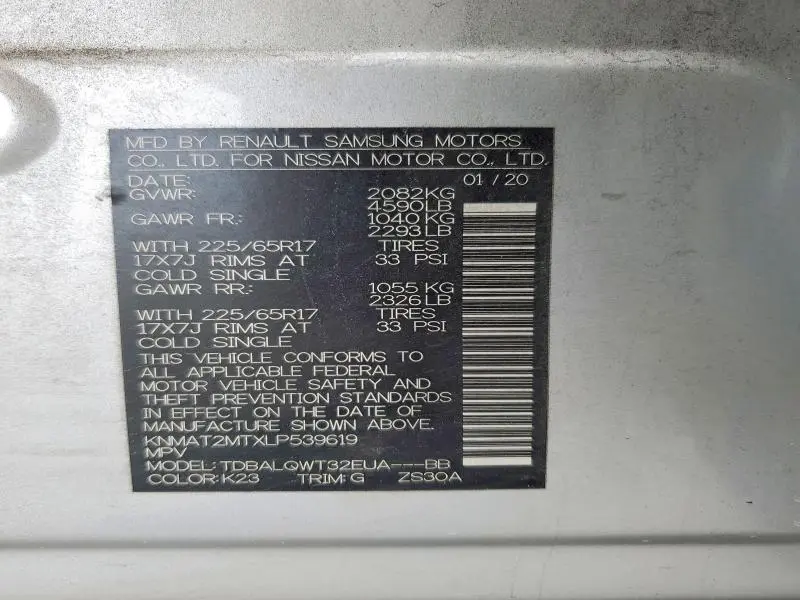 MFD BY RENAULT SAMSUNG MOTORS
CO., LTD. FOR NISSAN MOTOR CO., LTD.
DATE: 01/20
GVWR: 2082KG
4590LB
GAWR FR: 1040 KG
2293 LB
WITH 225/65R17 TIRES
17X7J RIMS AT 33 PSI
COLD SINGLE
GAWR RR: 1055 KG
2326 LB
WITH 225/65R17 TIRES
17X7J RIMS AT 33 PSI
COLD SINGLE
THIS VEHICLE CONFORMS TO
ALL APPLICABLE FEDERAL
MOTOR VEHICLE SAFETY AND
THEFT PREVENTION STANDARDS
IN EFFECT ON THE DATE OF
MANUFACTURE SHOWN ABOVE.
KNMAT2MTXLP539619
MPV
MODEL: TDBALQWT32EUA---BB
COLOR: K23 TRIM: G ZS30A